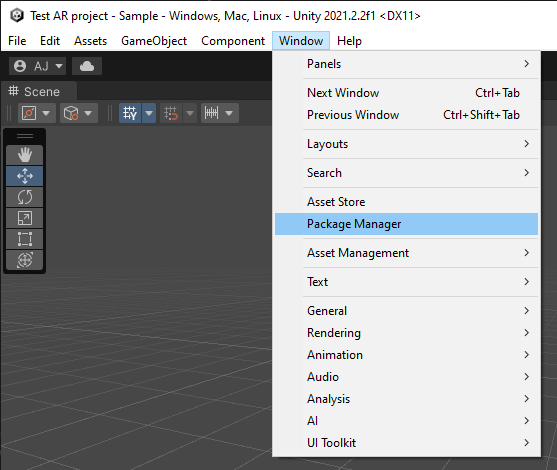 Test AR project - Sample - Windows, Mac, Linux - Unity 2021.2.2f1 <DX11>
File Edit Assets GameObject Component Window Help
AJ
Scene
Panels
Next Window Ctrl+Tab
Previous Window Ctrl+Shift+Tab
Layouts
Search
Asset Store
Package Manager
Asset Management
Text
General
Rendering
Animation
Audio
Analysis
AI
UI Toolkit